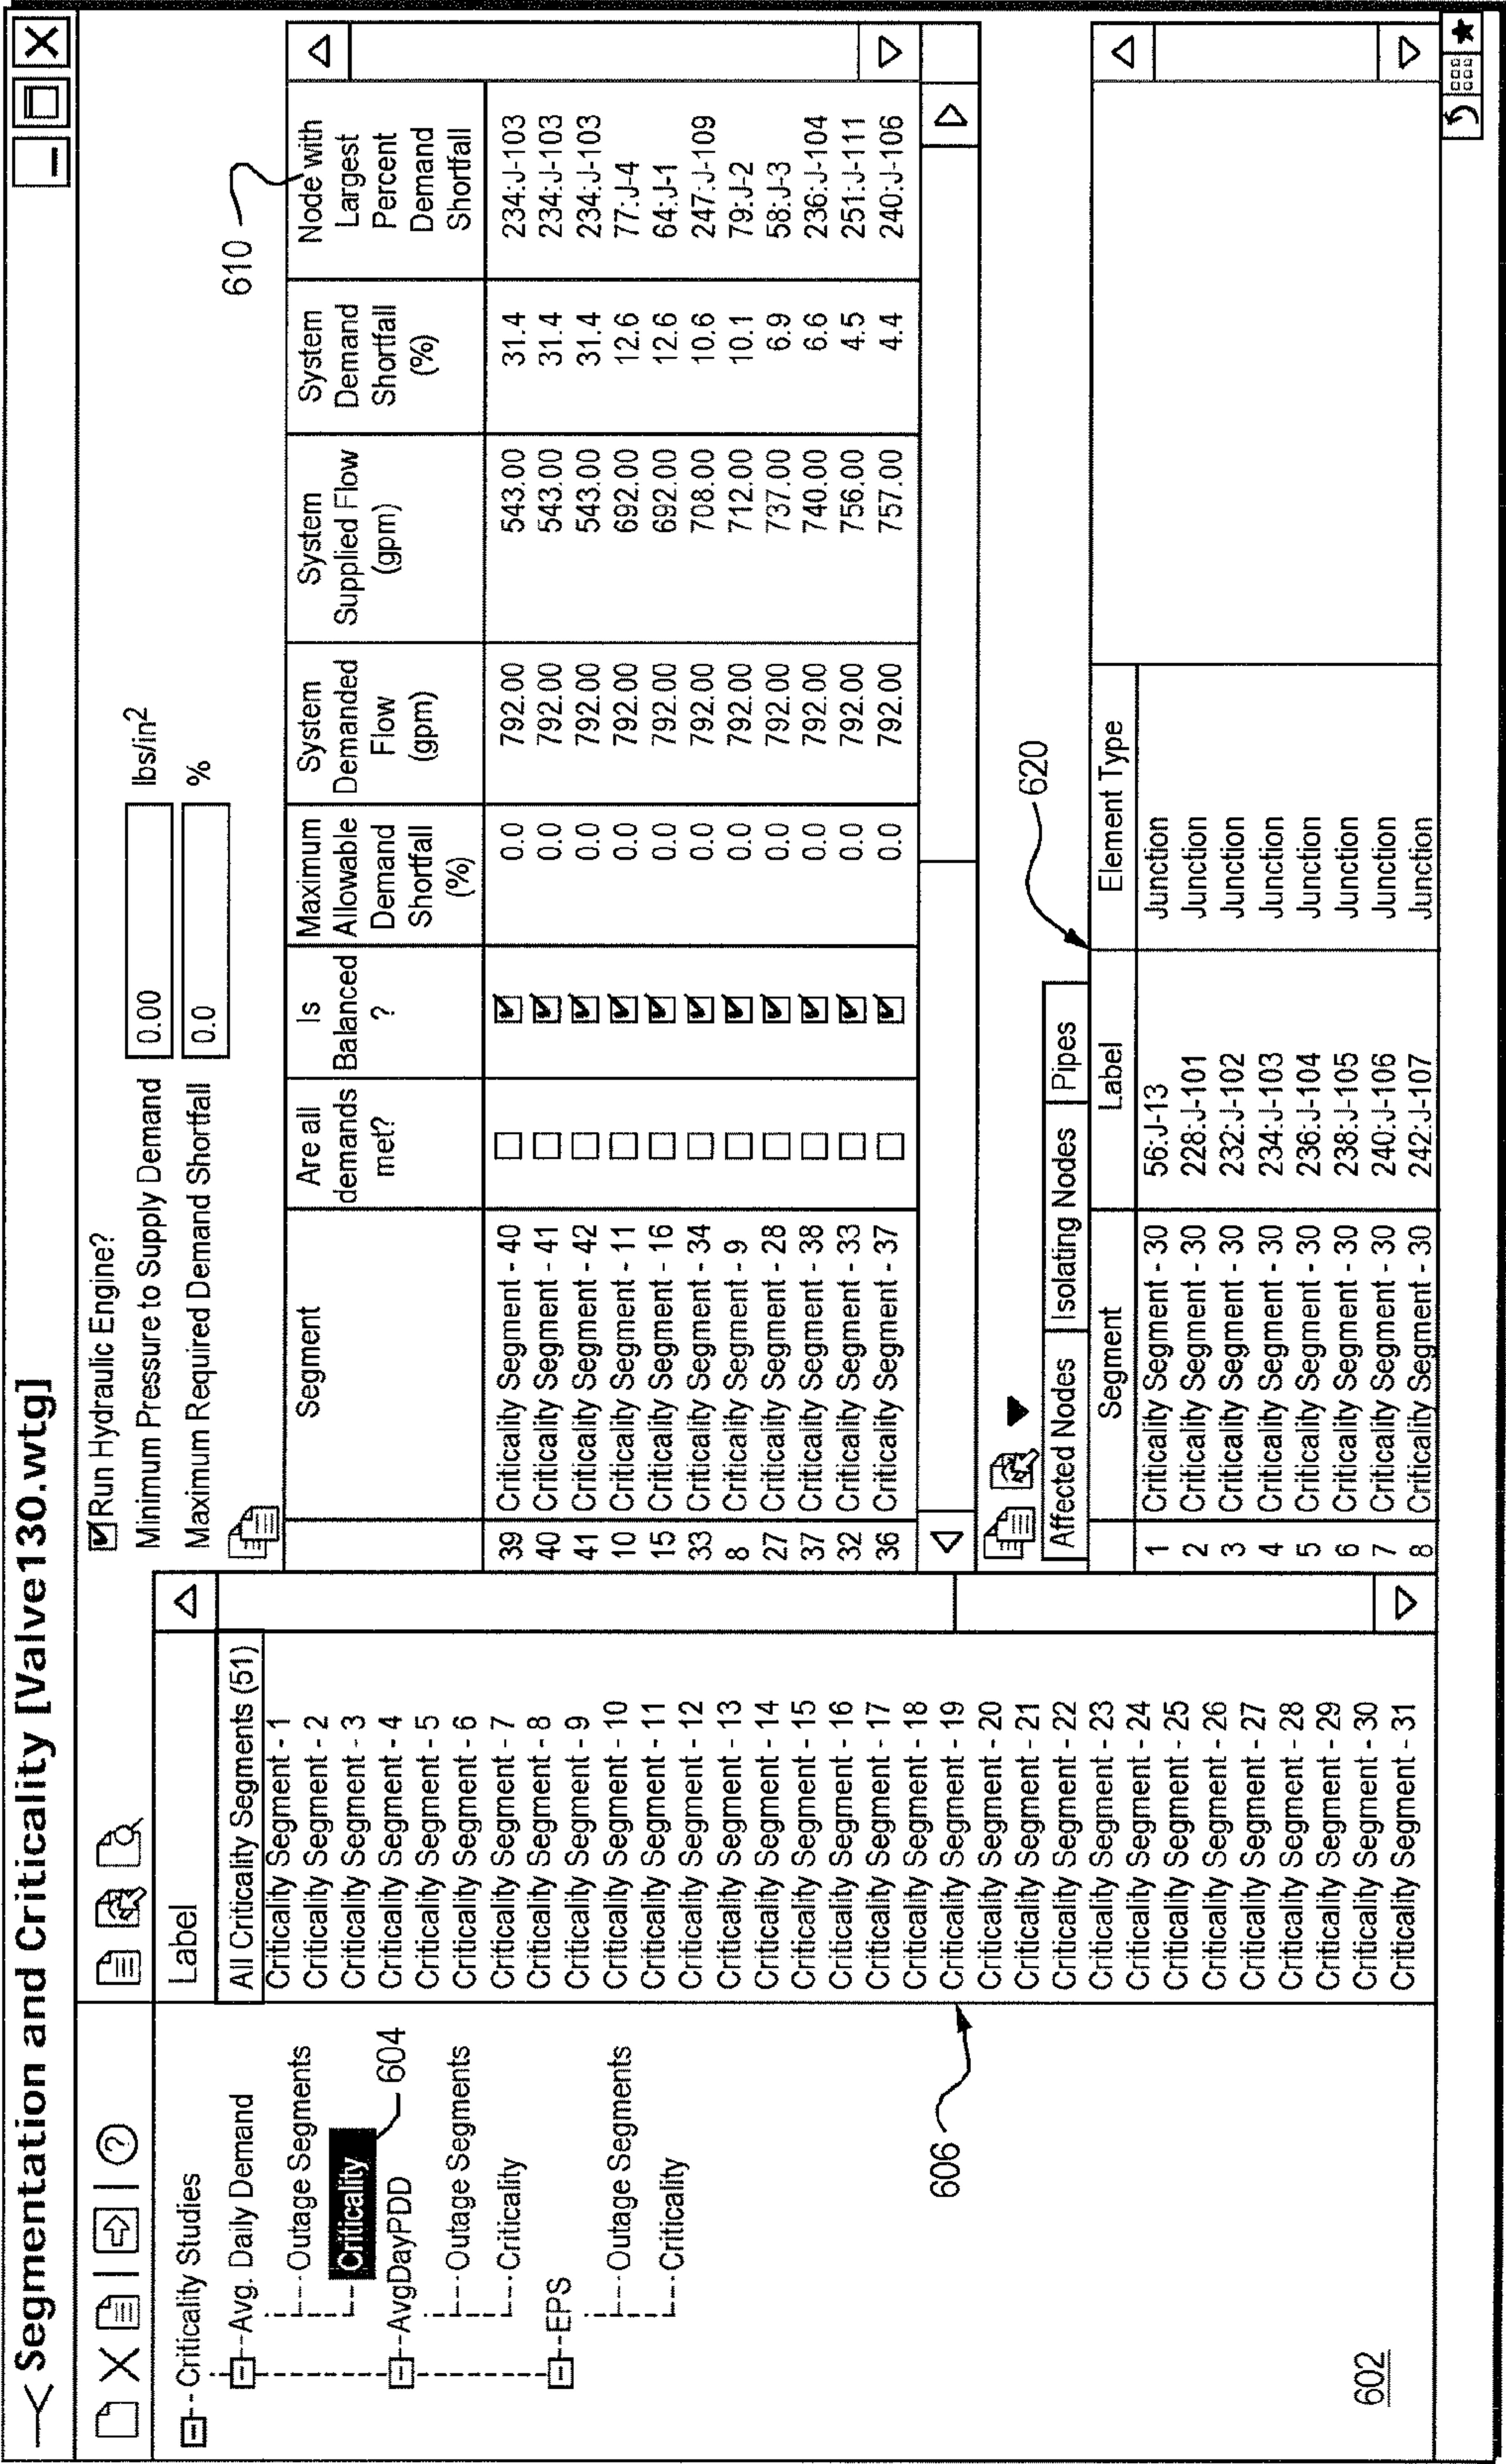 Segmentation and Criticality [Valve130.wtg]
Criticality Studies
Avg. Daily Demand
Outage Segments
Criticality
604
AvgDayPDD
Outage Segments
Criticality
EPS
Outage Segments
Criticality
602
606
Label
All Criticality Segments (51)
Criticality Segment - 1
Criticality Segment - 2
Criticality Segment - 3
Criticality Segment - 4
Criticality Segment - 5
Criticality Segment - 6
Criticality Segment - 7
Criticality Segment - 8
Criticality Segment - 9
Criticality Segment - 10
Criticality Segment - 11
Criticality Segment - 12
Criticality Segment - 13
Criticality Segment - 14
Criticality Segment - 15
Criticality Segment - 16
Criticality Segment - 17
Criticality Segment - 18
Criticality Segment - 19
Criticality Segment - 20
Criticality Segment - 21
Criticality Segment - 22
Criticality Segment - 23
Criticality Segment - 24
Criticality Segment - 25
Criticality Segment - 26
Criticality Segment - 27
Criticality Segment - 28
Criticality Segment - 29
Criticality Segment - 30
Criticality Segment - 31
Run Hydraulic Engine?
Minimum Pressure to Supply Demand 0.00 lbs/in2
Maximum Required Demand Shortfall 0.0 %
610
Segment
Are all demands met?
Is Balanced ?
Maximum Allowable Demand Shortfall (%)
System Demanded Flow (gpm)
System Supplied Flow (gpm)
System Demand Shortfall (%)
Node with Largest Percent Demand Shortfall
39 Criticality Segment - 40 0.0 792.00 543.00 31.4 234:J-103
40 Criticality Segment - 41 0.0 792.00 543.00 31.4 234:J-103
41 Criticality Segment - 42 0.0 792.00 543.00 31.4 234:J-103
10 Criticality Segment - 11 0.0 792.00 692.00 12.6 77:J-4
15 Criticality Segment - 16 0.0 792.00 692.00 12.6 64:J-1
33 Criticality Segment - 34 0.0 792.00 708.00 10.6 247:J-109
8 Criticality Segment - 9 0.0 792.00 712.00 10.1 79:J-2
27 Criticality Segment - 28 0.0 792.00 737.00 6.9 58:J-3
37 Criticality Segment - 38 0.0 792.00 740.00 6.6 236:J-104
32 Criticality Segment - 33 0.0 792.00 756.00 4.5 251:J-111
36 Criticality Segment - 37 0.0 792.00 757.00 4.4 240:J-106
620
Affected Nodes Isolating Nodes Pipes
Segment Label Element Type
1 Criticality Segment - 30 56:J-13 Junction
2 Criticality Segment - 30 228:J-101 Junction
3 Criticality Segment - 30 232:J-102 Junction
4 Criticality Segment - 30 234:J-103 Junction
5 Criticality Segment - 30 236:J-104 Junction
6 Criticality Segment - 30 238:J-105 Junction
7 Criticality Segment - 30 240:J-106 Junction
8 Criticality Segment - 30 242:J-107 Junction